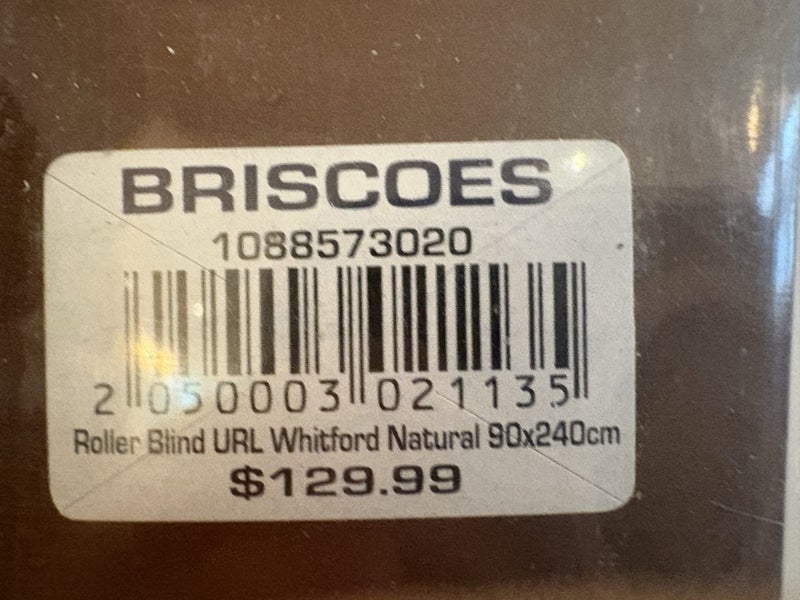 BRISCOES
1088573020
2 050003 021135
Roller Blind URL Whitford Natural 90x240cm
$129.99